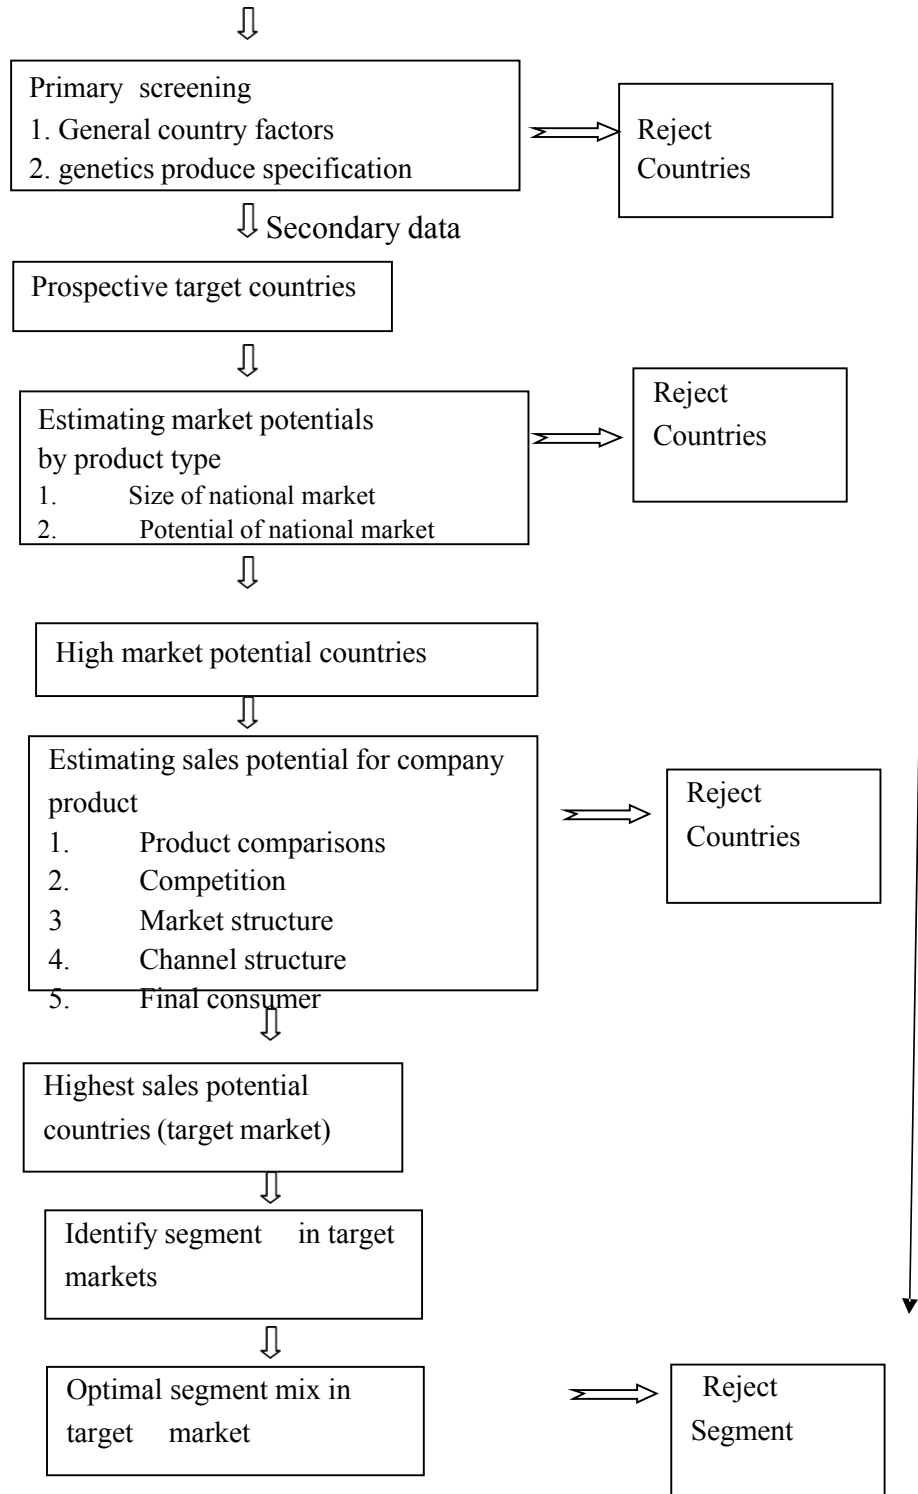 Primary screening
1. General country factors
2. genetics produce specification
Reject
Countries
Secondary data
Prospective target countries
Estimating market potentials
by product type
1. Size of national market
2. Potential of national market
Reject
Countries
High market potential countries
Estimating sales potential for company
product
1. Product comparisons
2. Competition
3 Market structure
4. Channel structure
5. Final consumer
Reject
Countries
Highest sales potential
countries (target market)
Identify segment in target
markets
Optimal segment mix in
target market
Reject
Segment